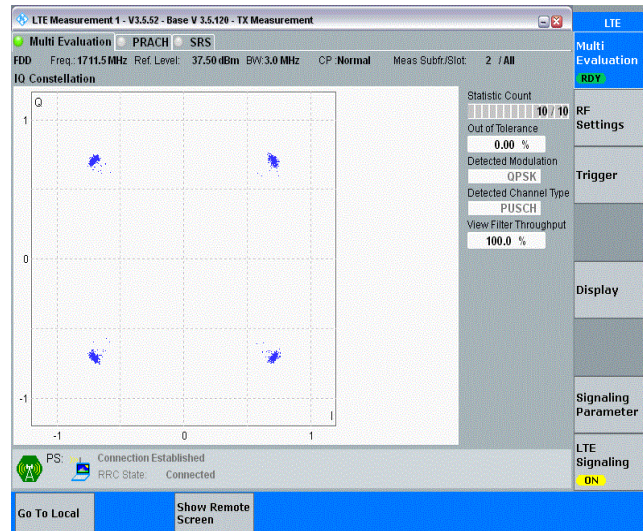 LTE Measurement 1 - V3.5.52 - Base V 3.5.120 - TX Measurement
LTE
Multi Evaluation PRACH SRS
Multi
Evaluation
RDY
FDD Freq.: 1711.5 MHz Ref. Level: 37.50 dBm BW: 3.0 MHz CP :Normal Meas Subfr./Slot: 2 / All
IQ Constellation
Q
1
0
-1
-1 0 1
I
Statistic Count
10 / 10
Out of Tolerance
0.00 %
Detected Modulation
QPSK
Detected Channel Type
PUSCH
View Filter Throughput
100.0 %
RF
Settings
Trigger
Display
Signaling
Parameter
LTE
Signaling
ON
PS: Connection Established
RRC State: Connected
Go To Local
Show Remote
Screen